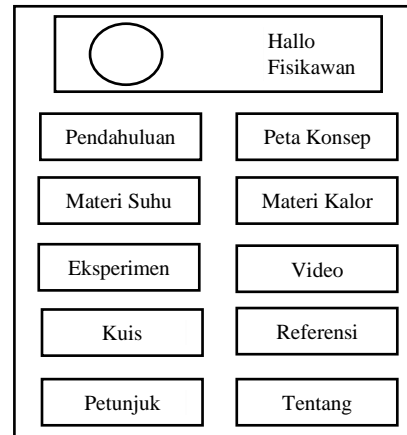 Hallo
Fisikawan
Pendahuluan
Peta Konsep
Materi Suhu
Materi Kalor
Eksperimen
Video
Kuis
Referensi
Petunjuk
Tentang